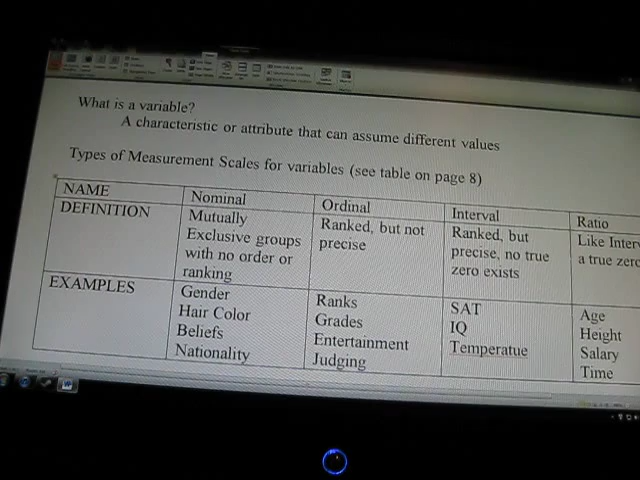 What is a variable?
A characteristic or attribute that can assume different values
Types of Measurement Scales for variables (see table on page 8)
NAME Nominal Ordinal Interval Ratio
DEFINITION Mutually Ranked, but not Ranked, but Like
Exclusive groups precise precise, no true a true zero
with no order or zero exists
ranking
EXAMPLES Gender Ranks SAT Age
Hair Color Grades IQ Height
Beliefs Entertainment Temperatue Salary
Nationality Judging Time